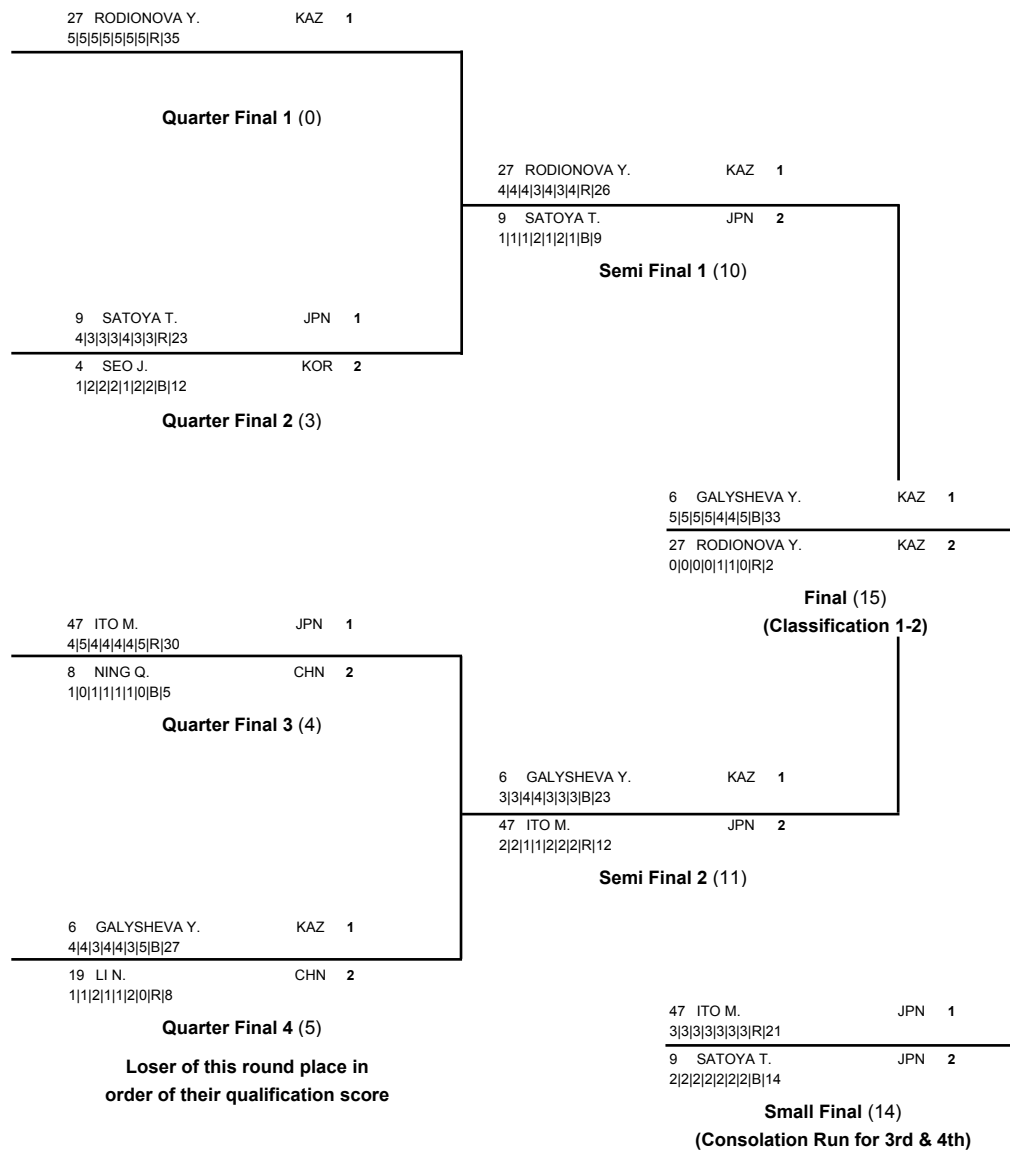 27 RODIONOVA Y. KAZ 1
5|5|5|5|5|5|5|R|35
Quarter Final 1 (0)
27 RODIONOVA Y. KAZ 1
4|4|4|3|4|3|4|R|26
9 SATOYA T. JPN 2
1|1|1|2|1|2|1|B|9
Semi Final 1 (10)
9 SATOYA T. JPN 1
4|3|3|3|4|3|3|R|23
4 SEO J. KOR 2
1|2|2|2|1|2|2|B|12
Quarter Final 2 (3)
6 GALYSHEVA Y. KAZ 1
5|5|5|5|4|4|5|B|33
27 RODIONOVA Y. KAZ 2
0|0|0|0|1|1|0|R|2
Final (15)
(Classification 1-2)
47 ITO M. JPN 1
4|5|4|4|4|4|5|R|30
8 NING Q. CHN 2
1|0|1|1|1|1|0|B|5
Quarter Final 3 (4)
6 GALYSHEVA Y. KAZ 1
3|3|4|4|3|3|3|B|23
47 ITO M. JPN 2
2|2|1|1|2|2|2|R|12
Semi Final 2 (11)
6 GALYSHEVA Y. KAZ 1
4|4|3|4|4|3|5|B|27
19 LI N. CHN 2
1|1|2|1|1|2|0|R|8
Quarter Final 4 (5)
Loser of this round place in
order of their qualification score
47 ITO M. JPN 1
3|3|3|3|3|3|3|R|21
9 SATOYA T. JPN 2
2|2|2|2|2|2|2|B|14
Small Final (14)
(Consolation Run for 3rd & 4th)